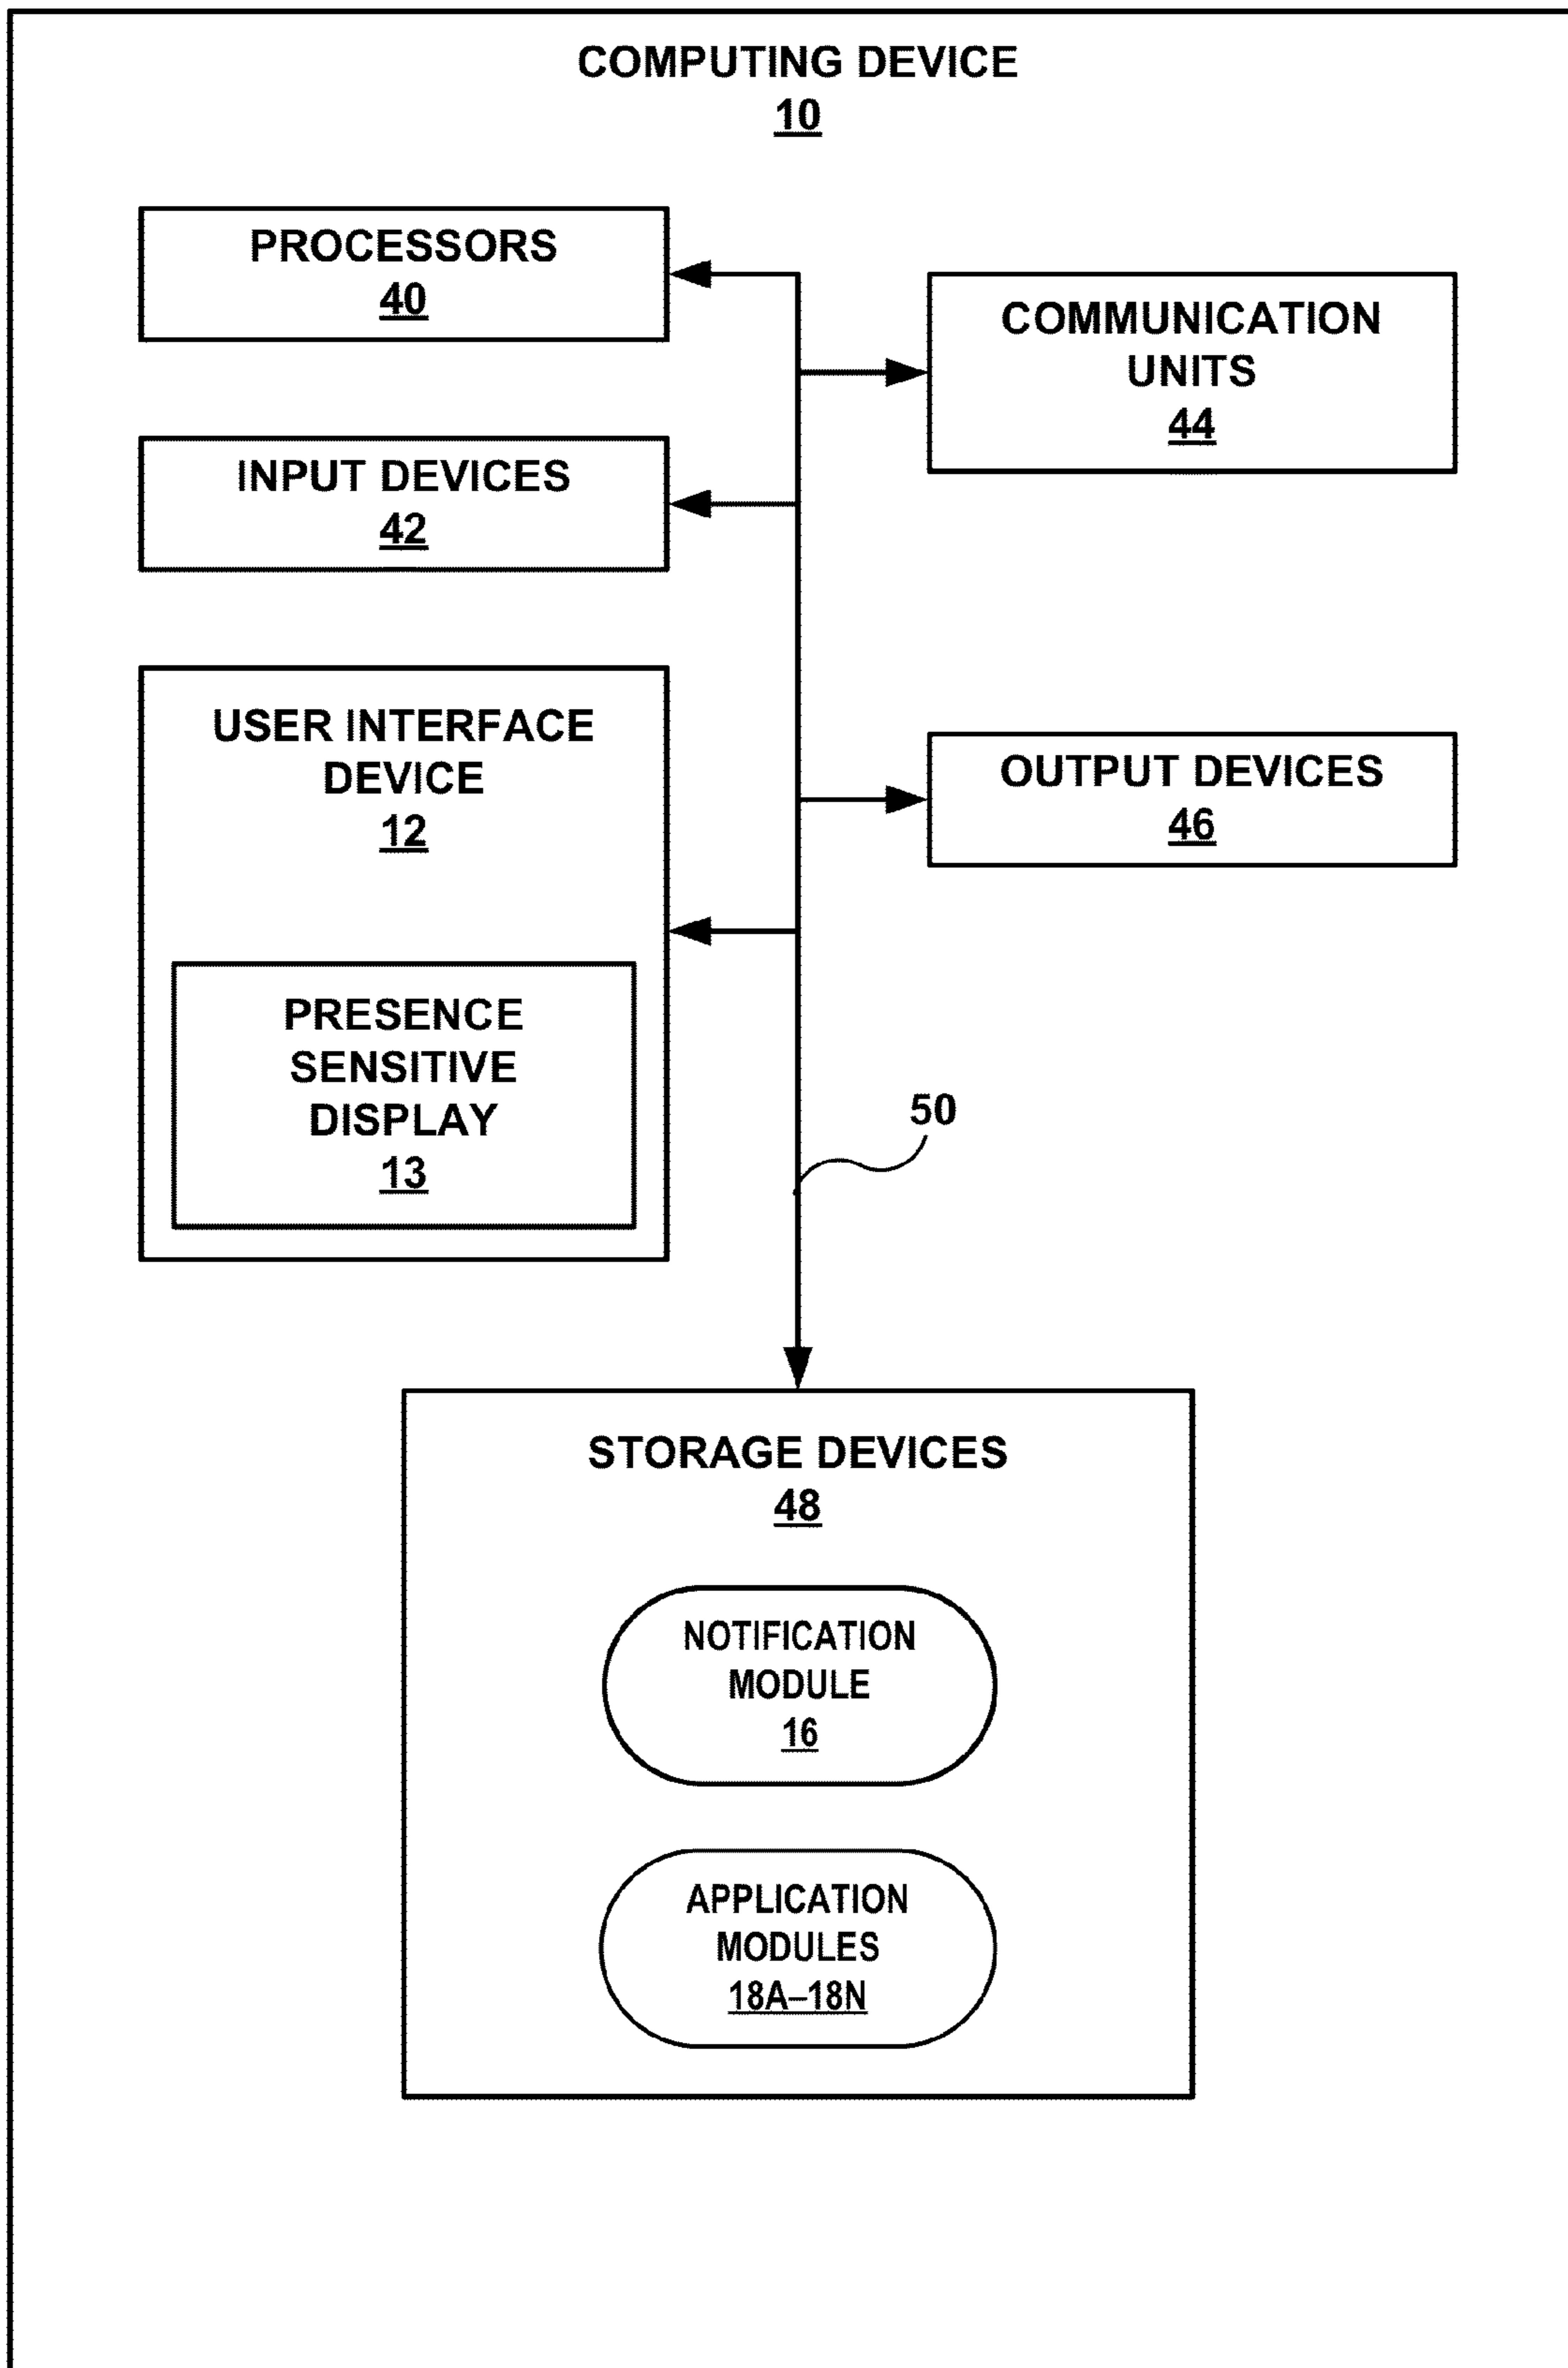 COMPUTING DEVICE
10
PROCESSORS
40
COMMUNICATION
UNITS
44
INPUT DEVICES
42
USER INTERFACE
DEVICE
12
OUTPUT DEVICES
46
PRESENCE
SENSITIVE
DISPLAY
13
50
STORAGE DEVICES
48
NOTIFICATION
MODULE
16
APPLICATION
MODULES
18A–18N